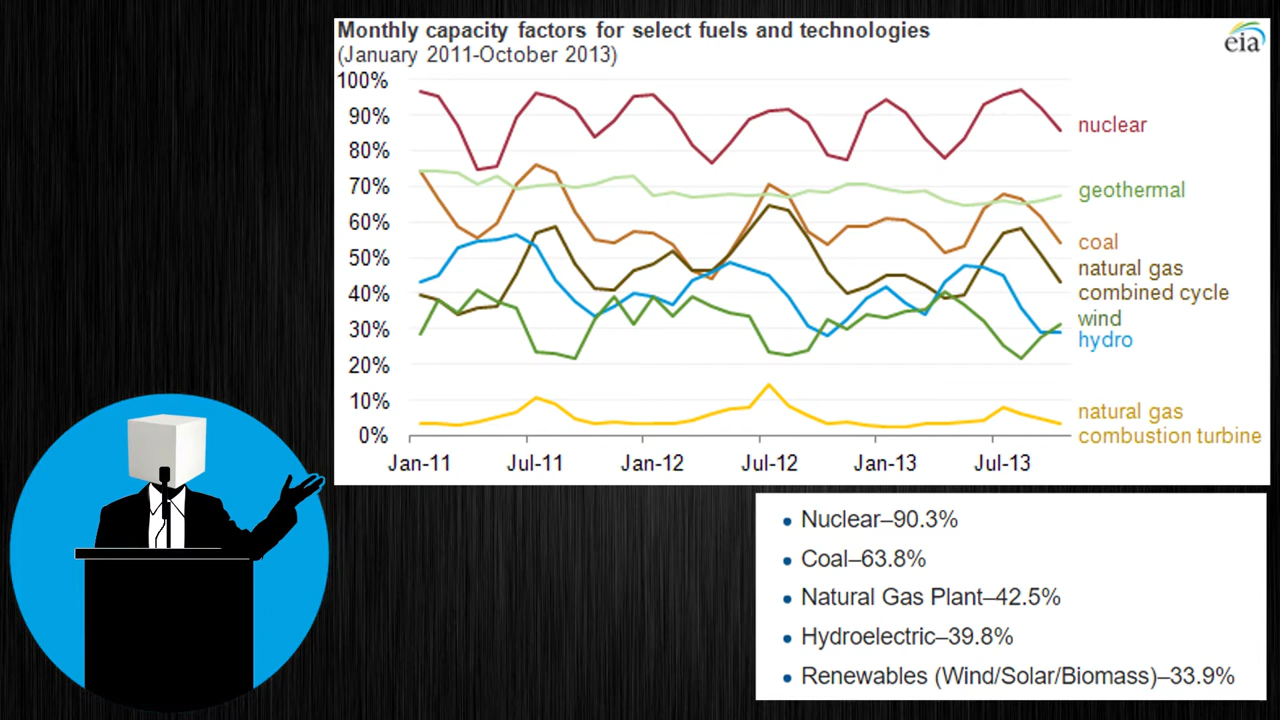 Monthly capacity factors for select fuels and technologies
(January 2011-October 2013)
eia
100%
90%
80%
70%
60%
50%
40%
30%
20%
10%
0%
Jan-11
Jul-11
Jan-12
Jul-12
Jan-13
Jul-13
nuclear
geothermal
coal
natural gas
combined cycle
wind
hydro
natural gas
combustion turbine
• Nuclear–90.3%
• Coal–63.8%
• Natural Gas Plant–42.5%
• Hydroelectric–39.8%
• Renewables (Wind/Solar/Biomass)–33.9%